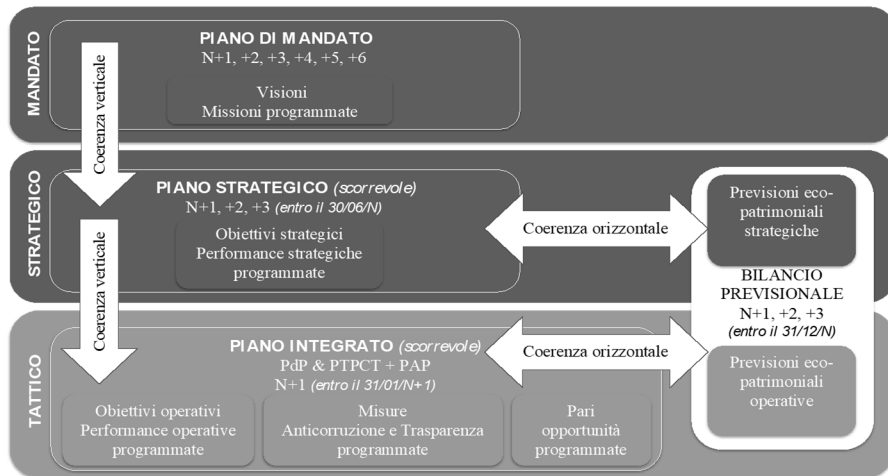 MANDATO
PIANO DI MANDATO
N+1, +2, +3, +4, +5, +6
Visioni
Missioni programmate
Coerenza verticale
STRATEGICO
PIANO STRATEGICO (scorrevole)
N+1, +2, +3 (entro il 30/06/N)
Obiettivi strategici
Performance strategiche
programmate
Coerenza orizzontale
Previsioni eco-
patrimoniali
strategiche
BILANCIO
PREVISIONALE
N+1, +2, +3
(entro il 31/12/N)
Coerenza verticale
TATTICO
PIANO INTEGRATO (scorrevole)
PdP & PTPCT + PAP
N+1 (entro il 31/01/N+1)
Coerenza orizzontale
Previsioni eco-
patrimoniali
operative
Obiettivi operativi
Performance operative
programmate
Misure
Anticorruzione e Trasparenza
programmate
Pari
opportunità
programmate